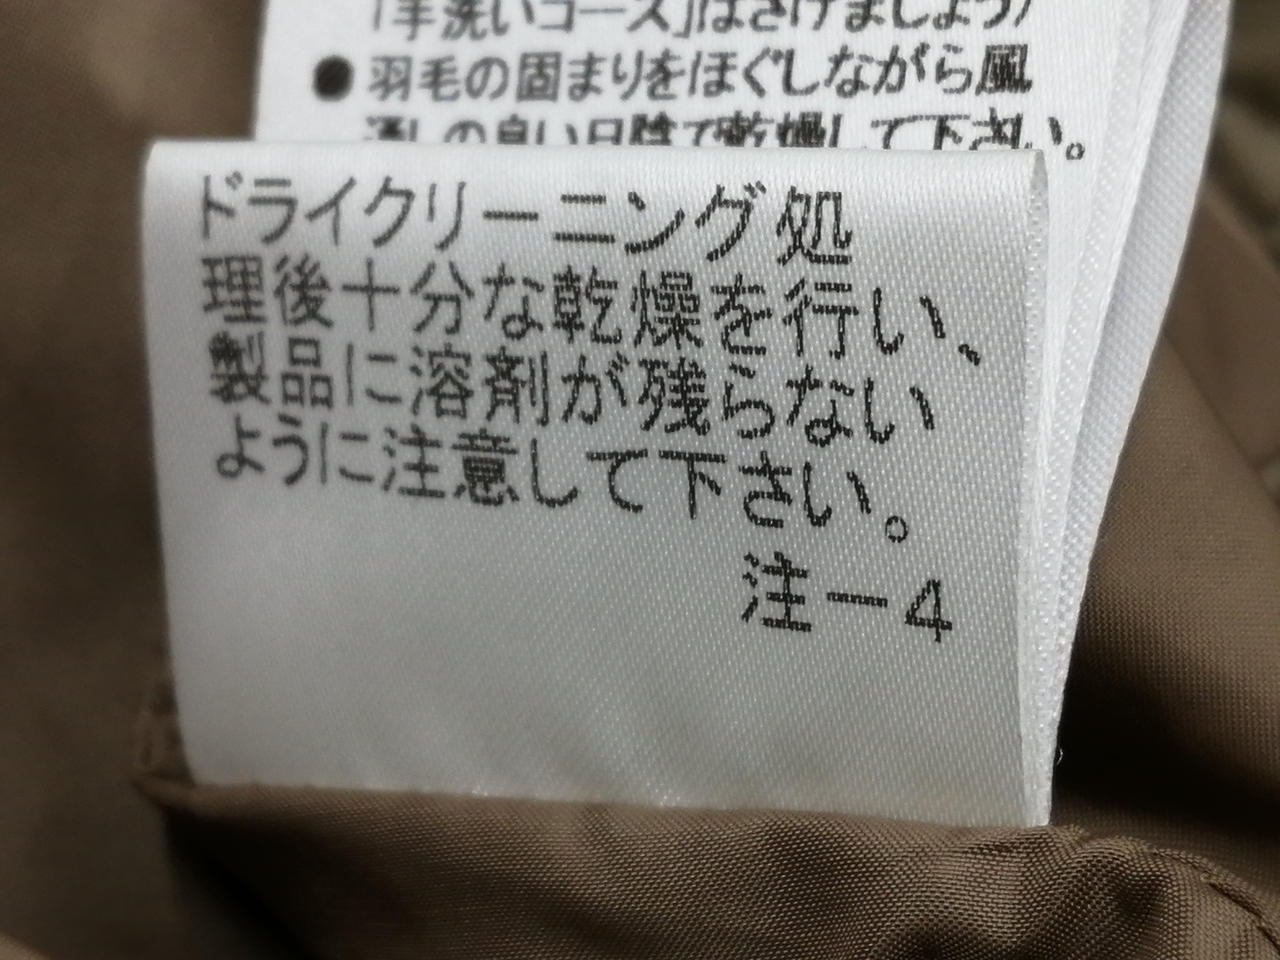 「手洗いコース」はさけましょう）
●羽毛の固まりをほぐしながら風
通しの良い日陰で乾燥して下さい。
ドライクリーニング処
理後十分な乾燥を行い、
製品に溶剤が残らない
ように注意して下さい。
注－4